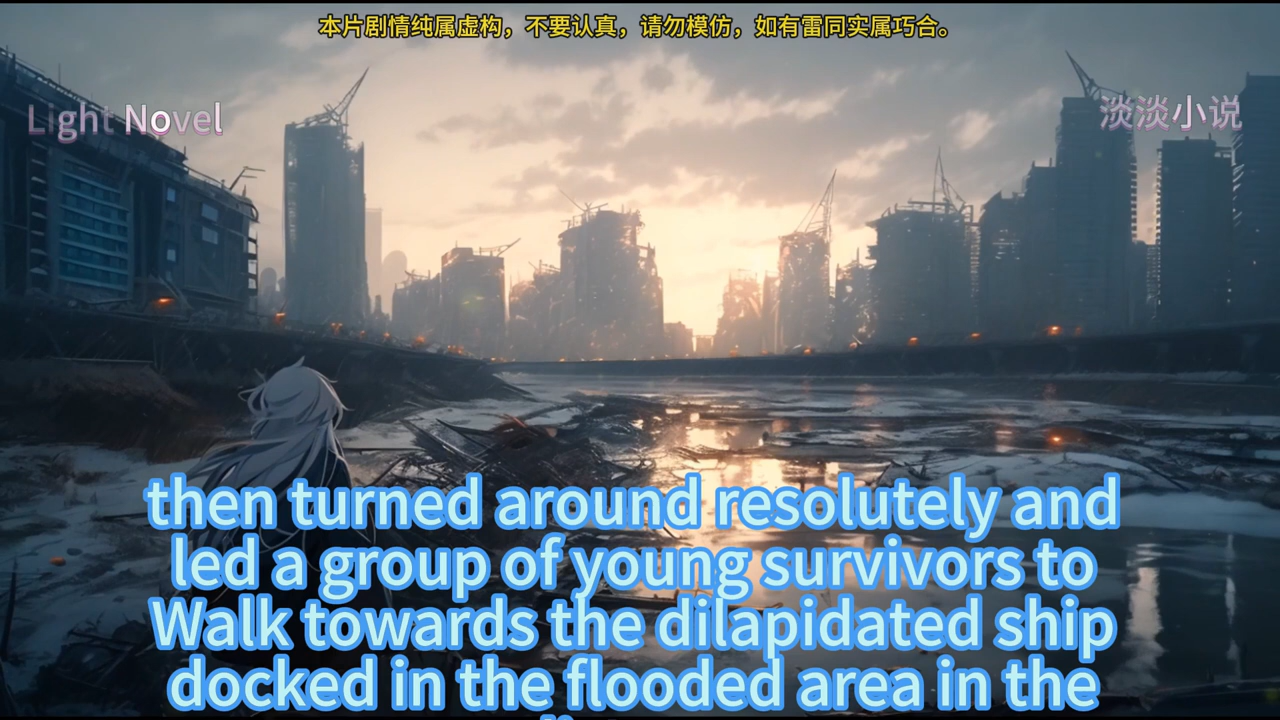 本片剧情纯属虚构，不要认真，请勿模仿，如有雷同实属巧合。
Light Novel
淡淡小说
then turned around resolutely and
led a group of young survivors to
Walk towards the dilapidated ship
docked in the flooded area in the